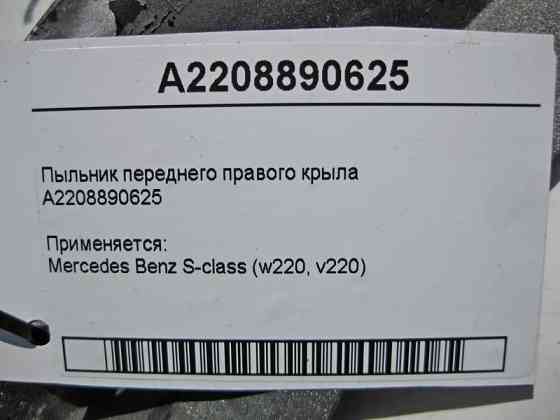 A2208890625
Пыльник переднего правого крыла
A2208890625
Применяется:
Mercedes Benz S-class (w220, v220)